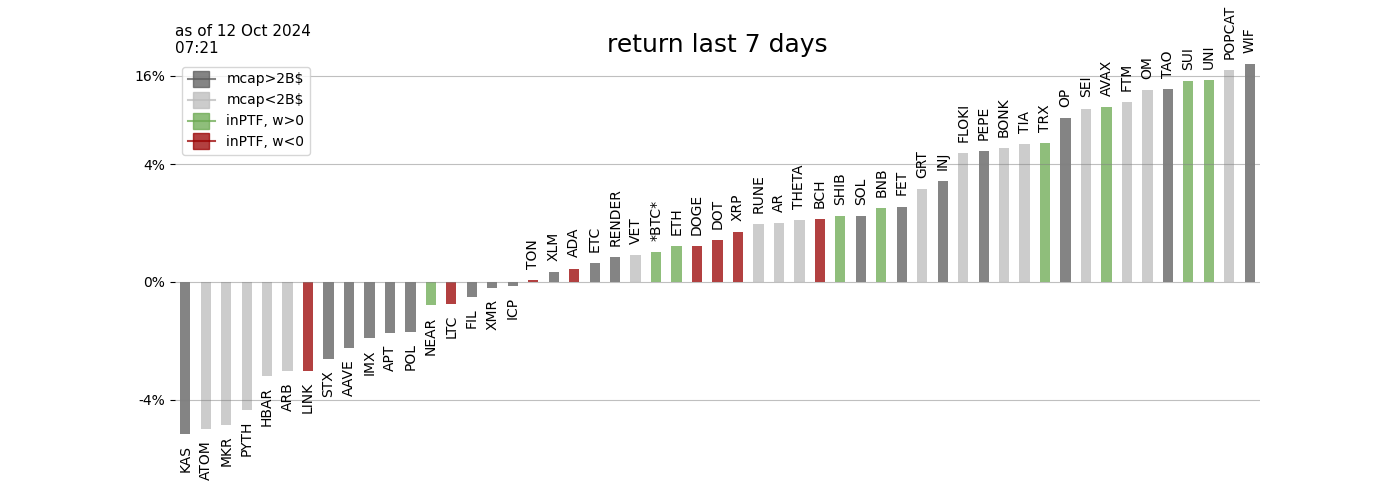 as of 12 Oct 2024
07:21
return last 7 days
mcap>2B$
mcap<2B$
inPTF, w>0
inPTF, w<0
16%
4%
0%
-4%
KAS
ATOM
MKR
PYTH
HBAR
ARB
LINK
STX
AAVE
IMX
APT
POL
NEAR
LTC
FIL
XMR
ICP
TON
XLM
ADA
ETC
RENDER
VET
*BTC*
ETH
DOGE
DOT
XRP
RUNE
AR
THETA
BCH
SHIB
SOL
BNB
FET
GRT
INJ
FLOKI
PEPE
BONK
TIA
TRX
OP
SEI
AVAX
FTM
OM
TAO
SUI
UNI
POPCAT
WIF